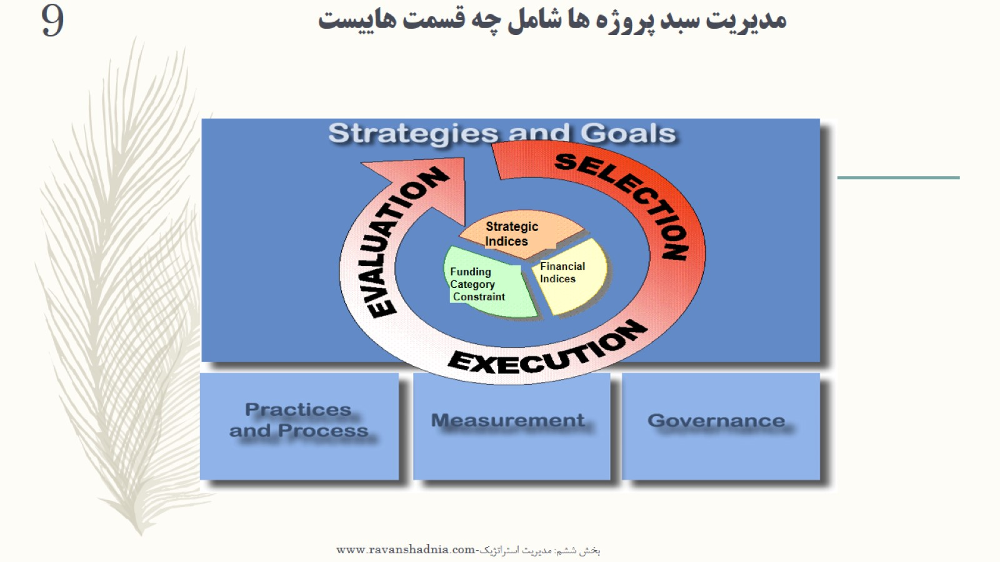 9
مدیریت سبد پروژه ها شامل چه قسمت هاییست
Strategies and Goals
SELECTION
EVALUATION
Strategic
Indices
Financial
Indices
Funding
Category
Constraint
EXECUTION
Practices
and Process
Measurement
Governance
بخش ششم: مدیریت استراتژیک-www.ravanshadnia.com